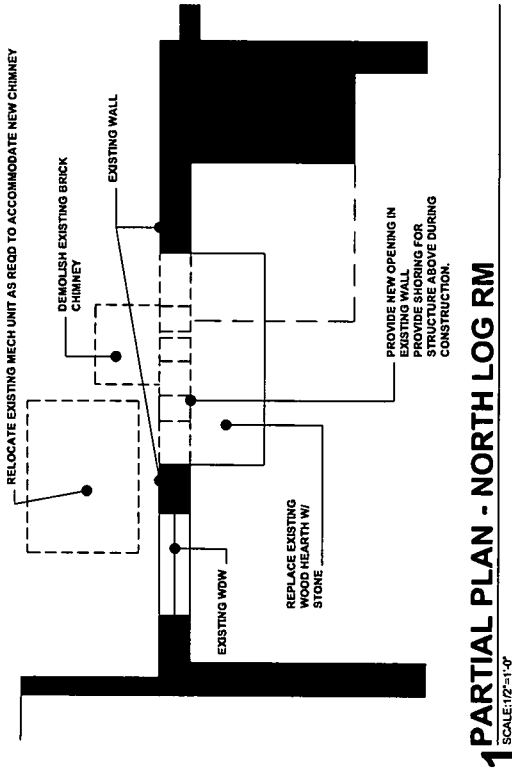 RELOCATE EXISTING MECH UNIT AS REQD TO ACCOMMODATE NEW CHIMNEY
DEMOLISH EXISTING BRICK
CHIMNEY
EXISTING WALL
EXISTING WDW
REPLACE EXISTING
WOOD HEARTH W/
STONE
PROVIDE NEW OPENING IN
EXISTING WALL
PROVIDE SHORING FOR
STRUCTURE ABOVE DURING
CONSTRUCTION.
1 PARTIAL PLAN - NORTH LOG RM
SCALE:1/2"=1'-0"